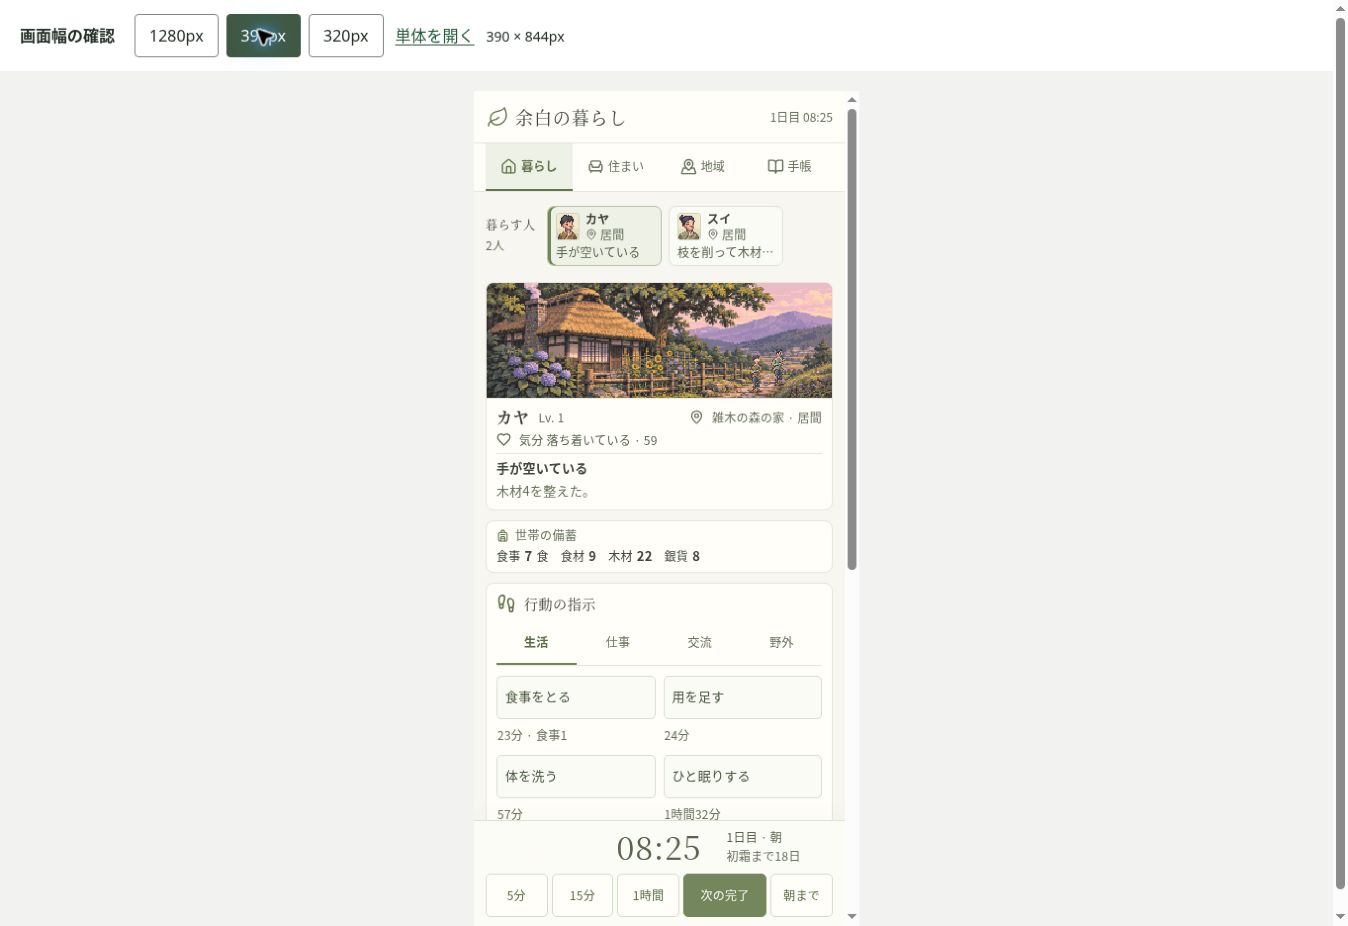 画面幅の確認 1280px 390px 320px 単体を開く 390 × 844px
余白の暮らし 1日目 08:25
暮らし 住まい 地域 手帳
暮らす人
2人
カヤ
居間
手が空いている
スイ
居間
枝を削って木材…
カヤ Lv. 1 雑木の森の家 · 居間
気分 落ち着いている · 59
手が空いている
木材4を整えた。
世帯の備蓄
食事 7 食 食材 9 木材 22 銀貨 8
行動の指示
生活 仕事 交流 野外
食事をとる 用を足す
23分 · 食事1 24分
体を洗う ひと眠りする
57分 1時間32分
08:25
1日目 · 朝
初霜まで18日
5分 15分 1時間 次の完了 朝まで